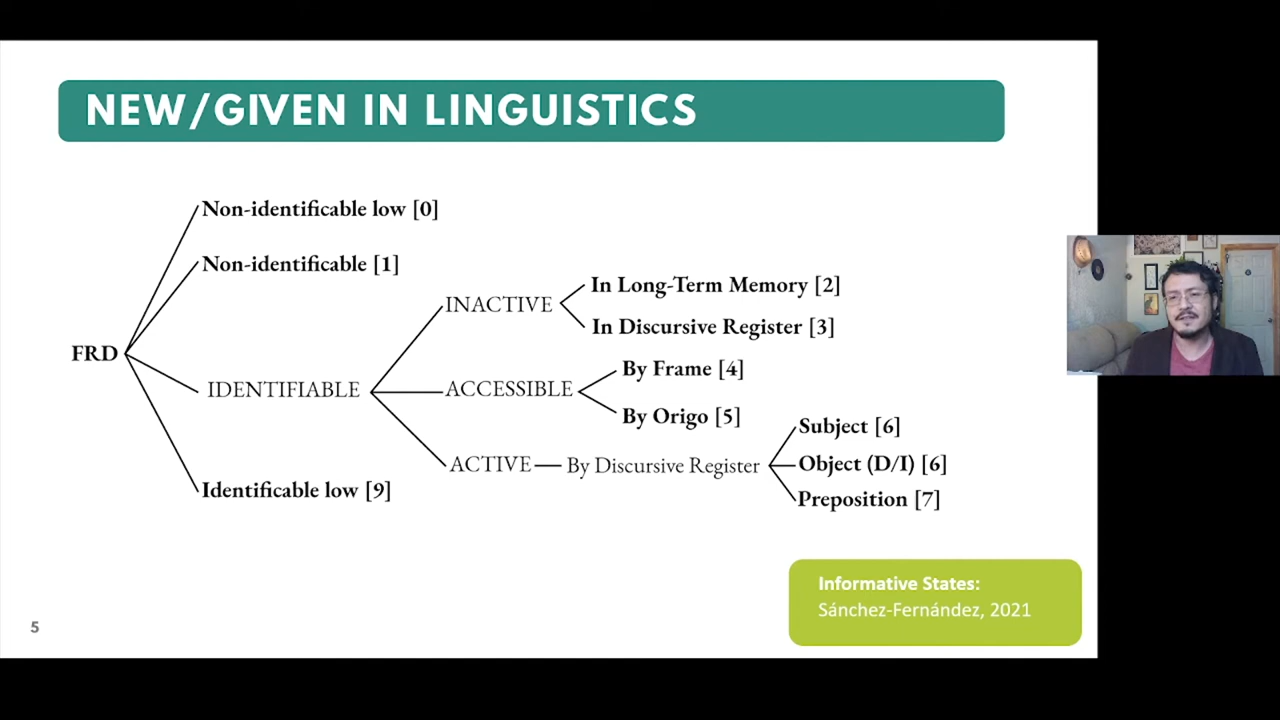 NEW/GIVEN IN LINGUISTICS
Non-identificable low [0]
Non-identificable [1]
FRD
IDENTIFIABLE
Identificable low [9]
INACTIVE
In Long-Term Memory [2]
In Discursive Register [3]
ACCESSIBLE
By Frame [4]
By Origo [5]
ACTIVE
By Discursive Register
Subject [6]
Object (D/I) [6]
Preposition [7]
Informative States:
Sánchez-Fernández, 2021
5